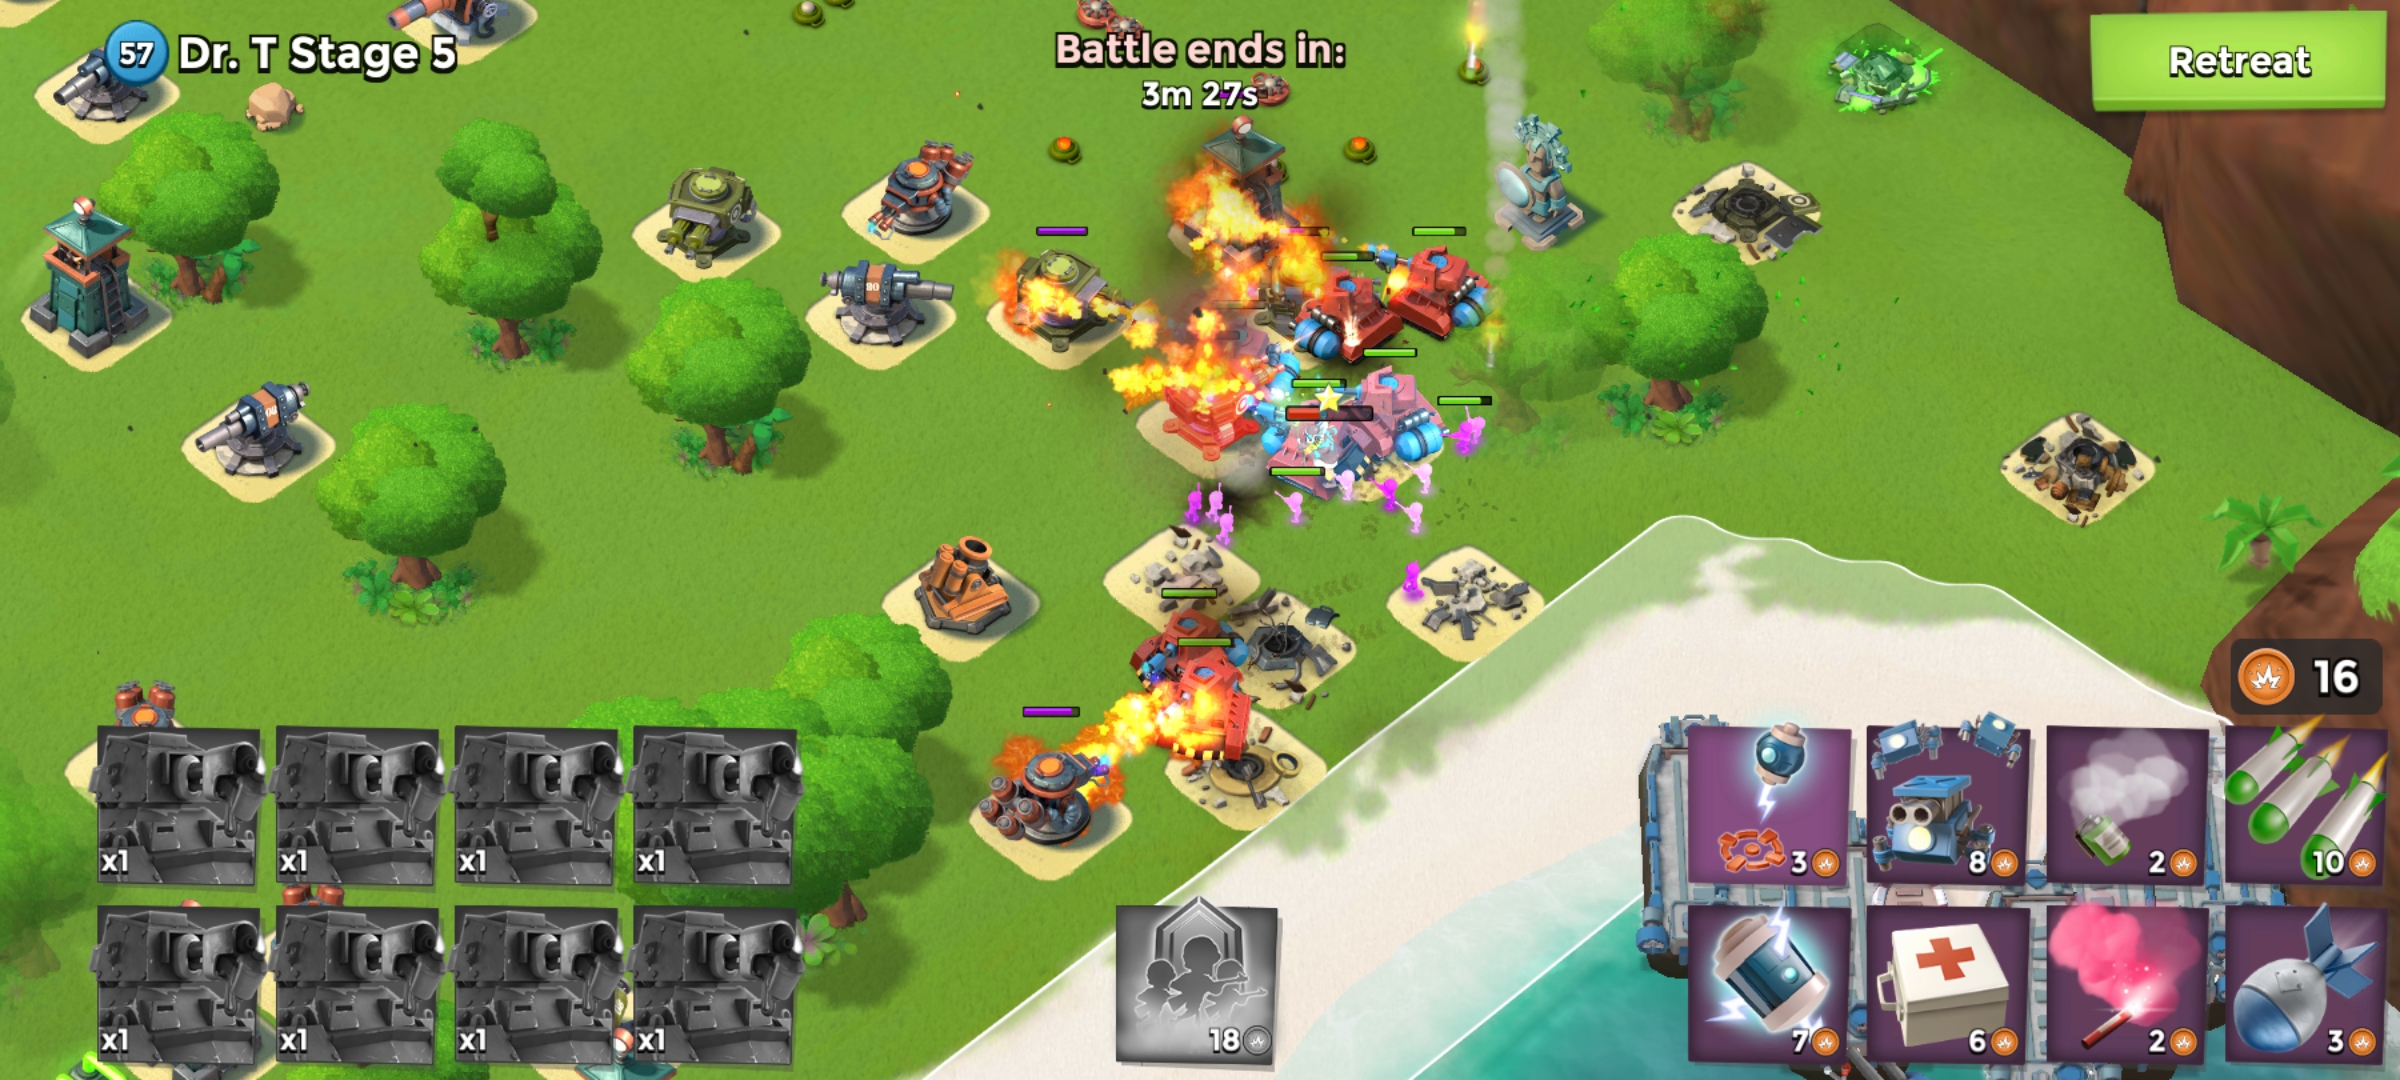 57 Dr. T Stage 5
Battle ends in:
3m 27s
Retreat
16
x1 x1 x1 x1
3 8 2 10
x1 x1 x1 x1
18
7 6 2 3